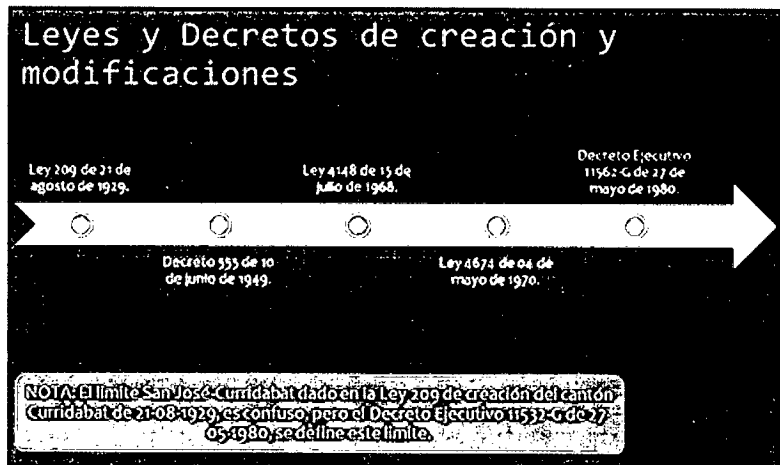 Leyes y Decretos de creación y
modificaciones
Ley 209 de 21 de
agosto de 1929.
Decreto 555 de 10
de junio de 1949.
Ley 4148 de 15 de
julio de 1968.
Ley 4674 de 04 de
mayo de 1970.
Decreto Ejecutivo
11562-G de 27 de
mayo de 1980.
NOTA: El límite San José-Curridabat dado en la Ley 209 de creación del cantón
Curridabat de 21-08-1929, es confuso, pero el Decreto Ejecutivo 11532-G de 27-
05-1980, se define este límite.